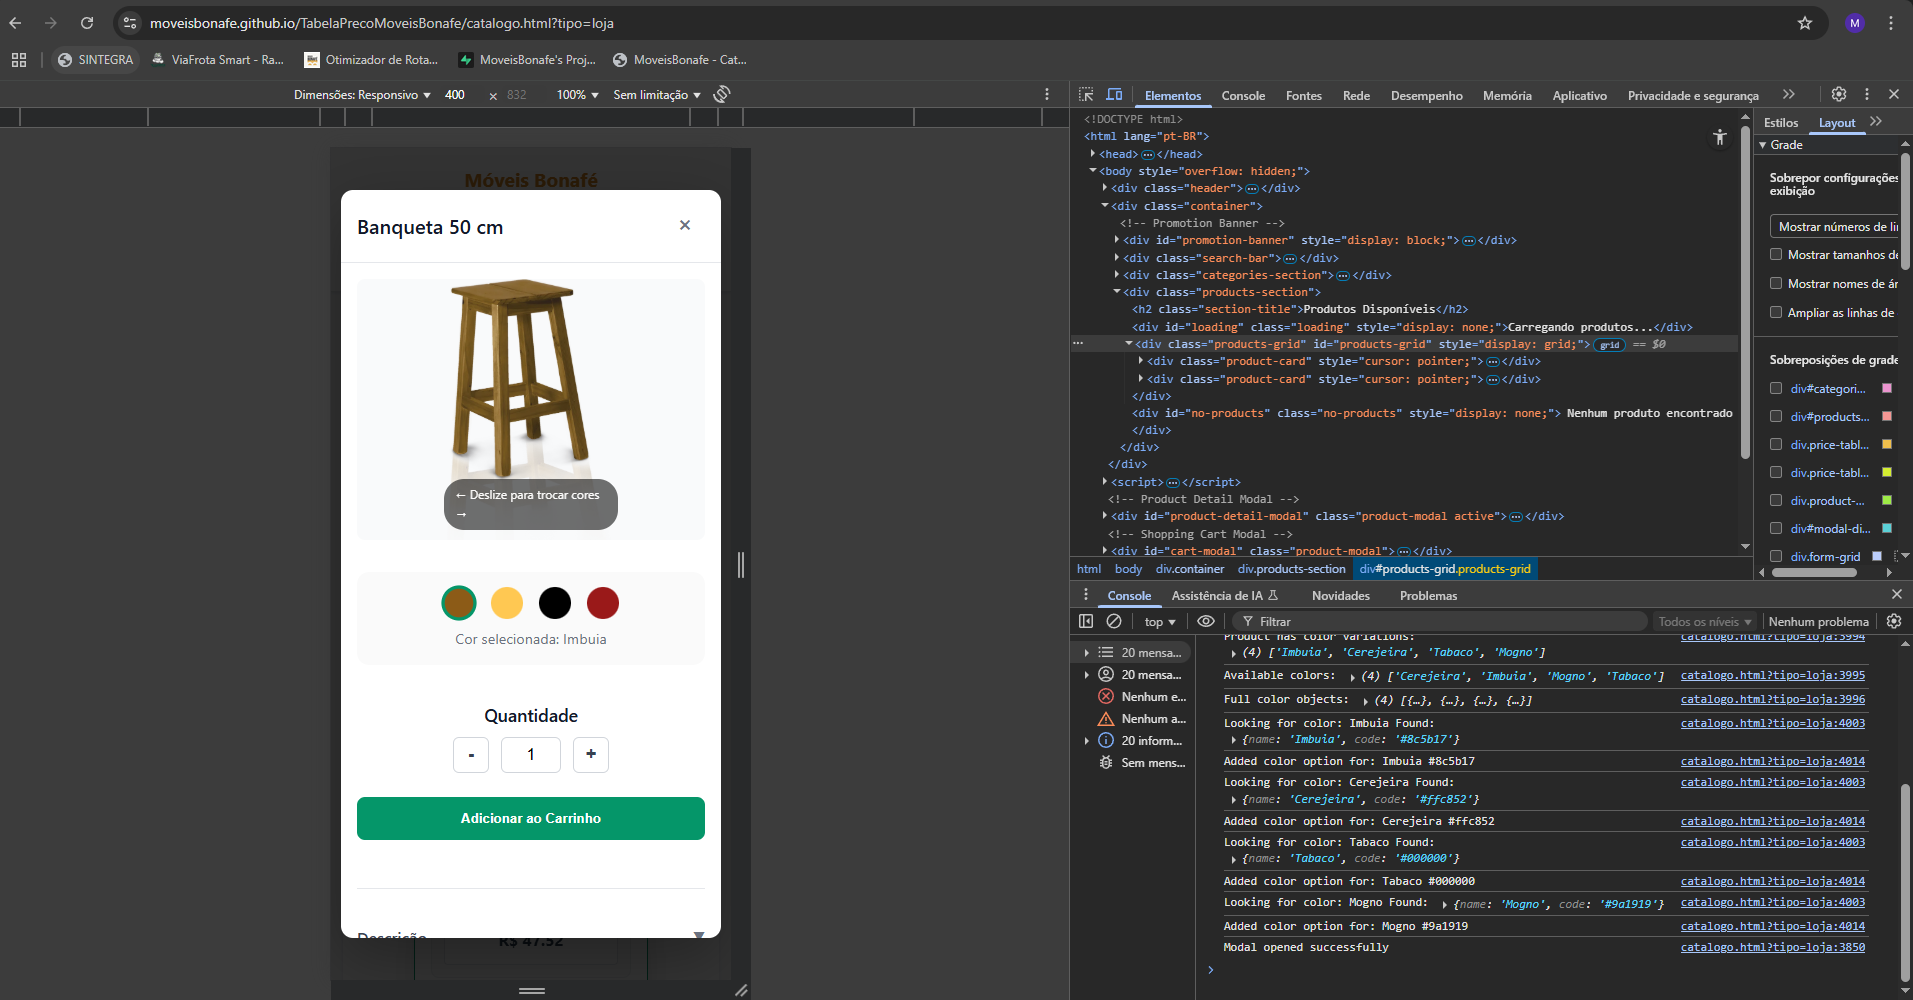 moveisbonafe.github.io/TabelaPrecoMoveisBonafe/catalogo.html?tipo=loja
M
SINTEGRA
ViaFrota Smart - Ra...
Otimizador de Rota...
MoveisBonafe's Proj...
MoveisBonafe - Cat...
Dimensões: Responsivo ▼ 400 × 832 100% ▼ Sem limitação ▼
Móveis Bonafé
Banqueta 50 cm ×
← Deslize para trocar cores
→
Cor selecionada: Imbuia
Quantidade
- 1 +
Adicionar ao Carrinho
Descrição ▼
R$ 47.52
Elementos Console Fontes Rede Desempenho Memória Aplicativo Privacidade e segurança
<!DOCTYPE html>
<html lang="pt-BR">
<head>…</head>
<body style="overflow: hidden;">
<div class="header">…</div>
<div class="container">
<!-- Promotion Banner -->
<div id="promotion-banner" style="display: block;">…</div>
<div class="search-bar">…</div>
<div class="categories-section">…</div>
<div class="products-section">
<h2 class="section-title">Produtos Disponíveis</h2>
<div id="loading" class="loading" style="display: none;">Carregando produtos...</div>
<div class="products-grid" id="products-grid" style="display: grid;"> grid == $0
<div class="product-card" style="cursor: pointer;">…</div>
<div class="product-card" style="cursor: pointer;">…</div>
</div>
<div id="no-products" class="no-products" style="display: none;"> Nenhum produto encontrado
</div>
</div>
</div>
<script>…</script>
<!-- Product Detail Modal -->
<div id="product-detail-modal" class="product-modal active">…</div>
<!-- Shopping Cart Modal -->
<div id="cart-modal" class="product-modal">…</div>
html body div.container div.products-section div#products-grid.products-grid
Estilos Layout
▼ Grade
Sobrepor configurações
exibição
Mostrar números de li
Mostrar tamanhos de
Mostrar nomes de ár
Ampliar as linhas de
Sobreposições de grade
div#categori...
div#products...
div.price-tabl...
div.price-tabl...
div.product-...
div#modal-di...
div.form-grid
Console Assistência de IA Novidades Problemas
top ▼ Filtrar Todos os níveis ▼ Nenhum problema
20 mensa...
20 mensa...
Nenhum e...
Nenhum a...
20 inform...
Sem mens...
Product has color variations: catalogo.html?tipo=loja:3994
(4) ['Imbuia', 'Cerejeira', 'Tabaco', 'Mogno']
Available colors: (4) ['Cerejeira', 'Imbuia', 'Mogno', 'Tabaco'] catalogo.html?tipo=loja:3995
Full color objects: (4) [{…}, {…}, {…}, {…}] catalogo.html?tipo=loja:3996
Looking for color: Imbuia Found: catalogo.html?tipo=loja:4003
{name: 'Imbuia', code: '#8c5b17'}
Added color option for: Imbuia #8c5b17 catalogo.html?tipo=loja:4014
Looking for color: Cerejeira Found: catalogo.html?tipo=loja:4003
{name: 'Cerejeira', code: '#ffc852'}
Added color option for: Cerejeira #ffc852 catalogo.html?tipo=loja:4014
Looking for color: Tabaco Found: catalogo.html?tipo=loja:4003
{name: 'Tabaco', code: '#000000'}
Added color option for: Tabaco #000000 catalogo.html?tipo=loja:4014
Looking for color: Mogno Found: {name: 'Mogno', code: '#9a1919'} catalogo.html?tipo=loja:4003
Added color option for: Mogno #9a1919 catalogo.html?tipo=loja:4014
Modal opened successfully catalogo.html?tipo=loja:3850